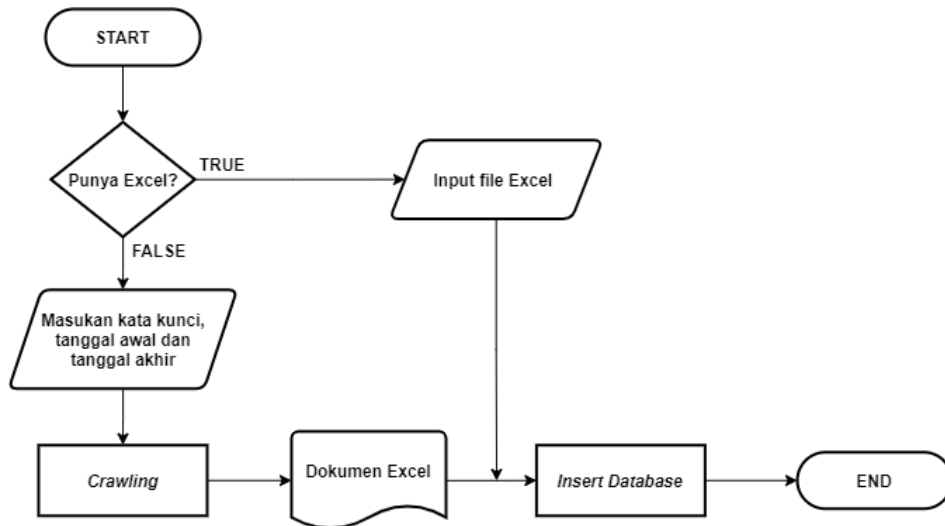 START
Punya Excel?
TRUE
Input file Excel
FALSE
Masukan kata kunci,
tanggal awal dan
tanggal akhir
Crawling
Dokumen Excel
Insert Database
END